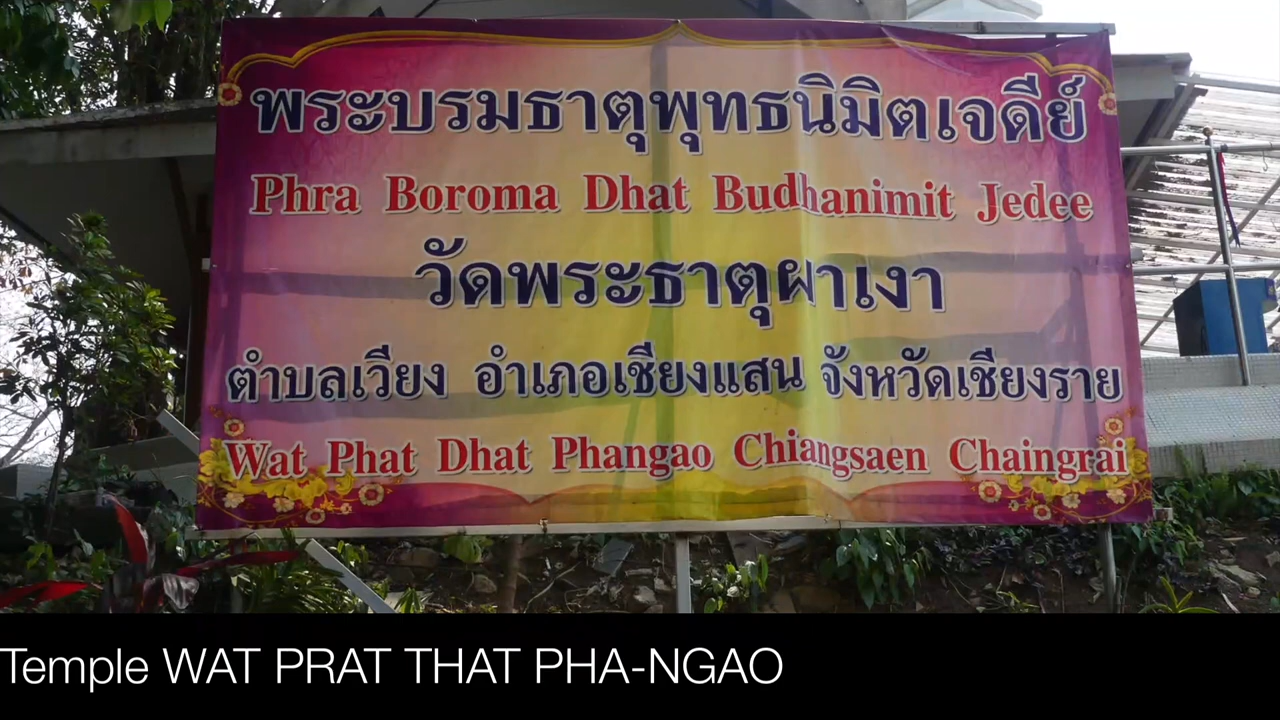 พระบรมธาตุพุทธนิมิตเจดีย์
Phra Boroma Dhat Budhanimit Jedee
วัดพระธาตุผาเงา
ตำบลเวียง อำเภอเชียงแสน จังหวัดเชียงราย
Wat Phat Dhat Phangao Chiangsaen Chaingrai
Temple WAT PRAT THAT PHA-NGAO